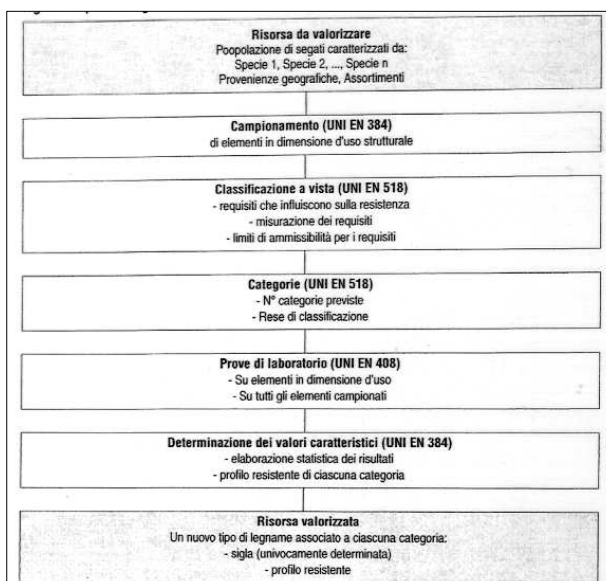 Risorsa da valorizzare
Poopolazione di segati caratterizzati da:
Specie 1, Specie 2, ..., Specie n
Provenienze geografiche, Assortimenti
Campionamento (UNI EN 384)
di elementi in dimensione d'uso strutturale
Classificazione a vista (UNI EN 518)
- requisiti che influiscono sulla resistenza
- misurazione dei requisiti
- limiti di ammissibilità per i requisiti
Categorie (UNI EN 518)
- N° categorie previste
- Rese di classificazione
Prove di laboratorio (UNI EN 408)
- Su elementi in dimensione d'uso
- Su tutti gli elementi campionati
Determinazione dei valori caratteristici (UNI EN 384)
- elaborazione statistica dei risultati
- profilo resistente di ciascuna categoria
Risorsa valorizzata
Un nuovo tipo di legname associato a ciascuna categoria:
- sigla (univocamente determinata)
- profilo resistente